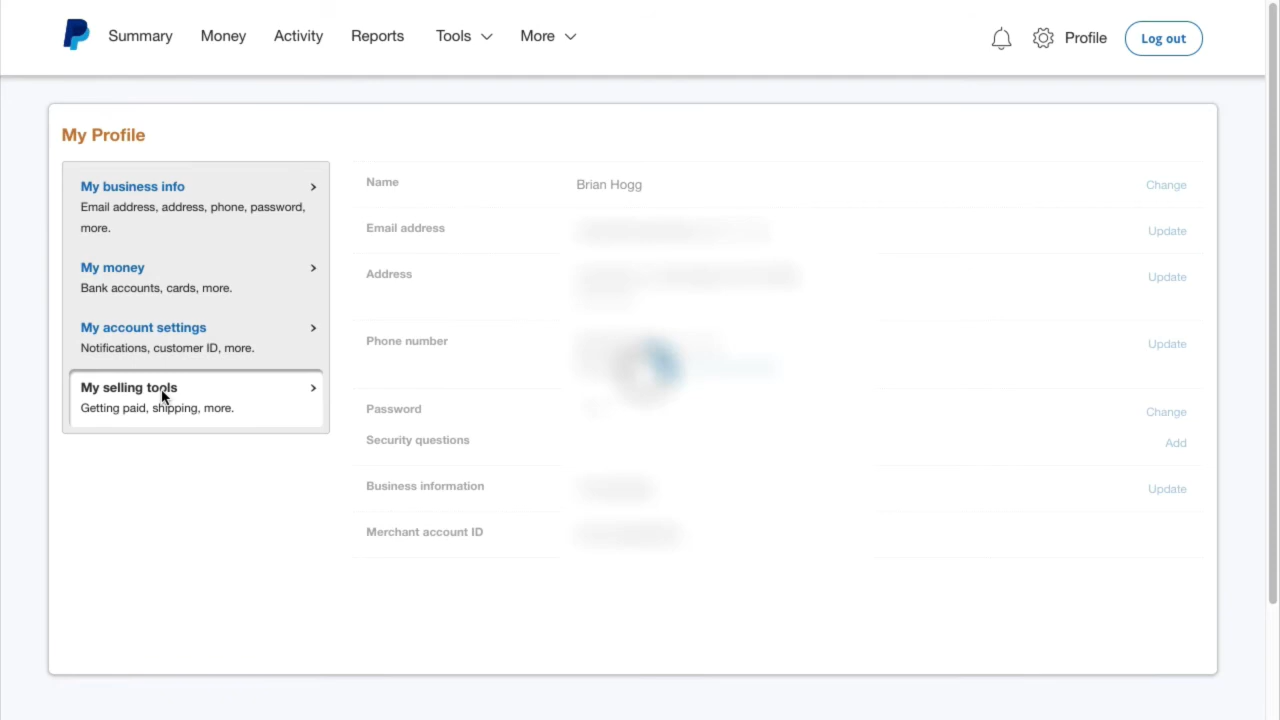 Summary Money Activity Reports Tools More Profile Log out
My Profile
My business info
Email address, address, phone, password,
more.
My money
Bank accounts, cards, more.
My account settings
Notifications, customer ID, more.
My selling tools
Getting paid, shipping, more.
Name Brian Hogg Change
Email address Update
Address Update
Phone number Update
Password Change
Security questions Add
Business information Update
Merchant account ID